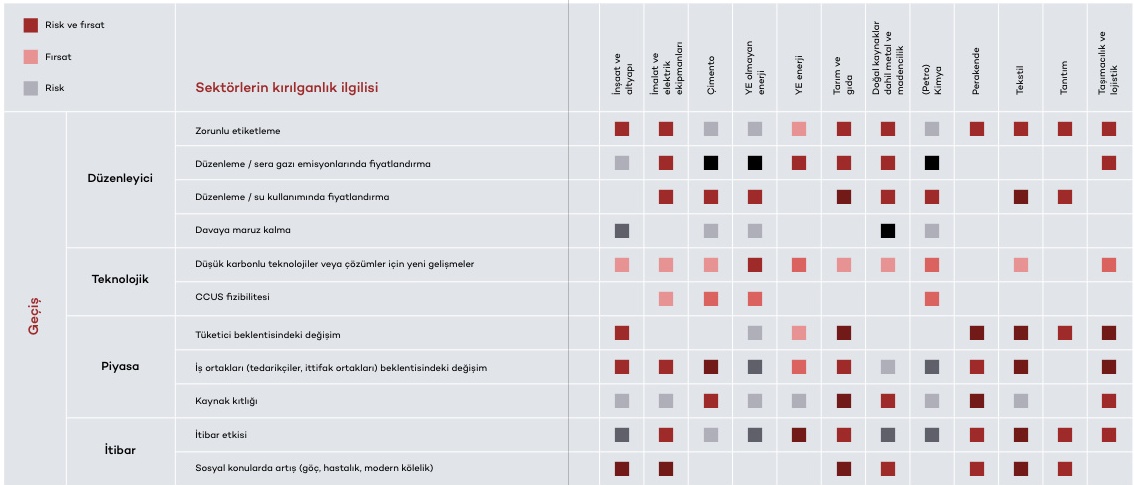 Risk ve fırsat
Fırsat
Risk
Sektörlerin kırılganlık ilgilisi
İnşaat ve
altyapı
İmalat ve
elektrik
ekipmanları
Çimento
YE olmayan
enerji
YE enerji
Tarım ve
gıda
Doğal kaynaklar
dahil metal ve
madencilik
(Petro)
Kimya
Perakende
Tekstil
Tanıtım
Taşımacılık ve
lojistik
Geçiş
Düzenleyici
Zorunlu etiketleme
Düzenleme / sera gazı emisyonlarında fiyatlandırma
Düzenleme / su kullanımında fiyatlandırma
Davaya maruz kalma
Teknolojik
Düşük karbonlu teknolojiler veya çözümler için yeni gelişmeler
CCUS fizibilitesi
Piyasa
Tüketici beklentisindeki değişim
İş ortakları (tedarikçiler, ittifak ortakları) beklentisindeki değişim
Kaynak kıtlığı
İtibar
İtibar etkisi
Sosyal konularda artış (göç, hastalık, modern kölelik)